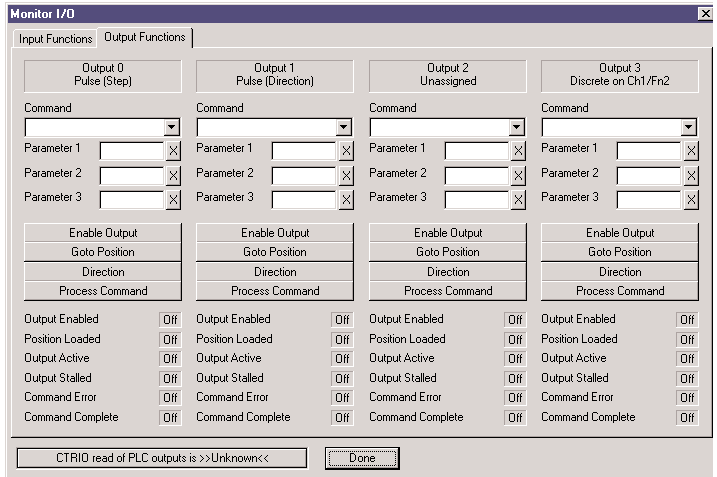 Monitor I/O
Input Functions Output Functions
Output 0 Output 1 Output 2 Output 3
Pulse (Step) Pulse (Direction) Unassigned Discrete on Ch1/Fn2
Command Command Command Command
Parameter 1 X Parameter 1 X Parameter 1 X Parameter 1 X
Parameter 2 X Parameter 2 X Parameter 2 X Parameter 2 X
Parameter 3 X Parameter 3 X Parameter 3 X Parameter 3 X
Enable Output Enable Output Enable Output Enable Output
Goto Position Goto Position Goto Position Goto Position
Direction Direction Direction Direction
Process Command Process Command Process Command Process Command
Output Enabled Off Output Enabled Off Output Enabled Off Output Enabled Off
Position Loaded Off Position Loaded Off Position Loaded Off Position Loaded Off
Output Active Off Output Active Off Output Active Off Output Active Off
Output Stalled Off Output Stalled Off Output Stalled Off Output Stalled Off
Command Error Off Command Error Off Command Error Off Command Error Off
Command Complete Off Command Complete Off Command Complete Off Command Complete Off
CTRIO read of PLC outputs is >>Unknown<< Done